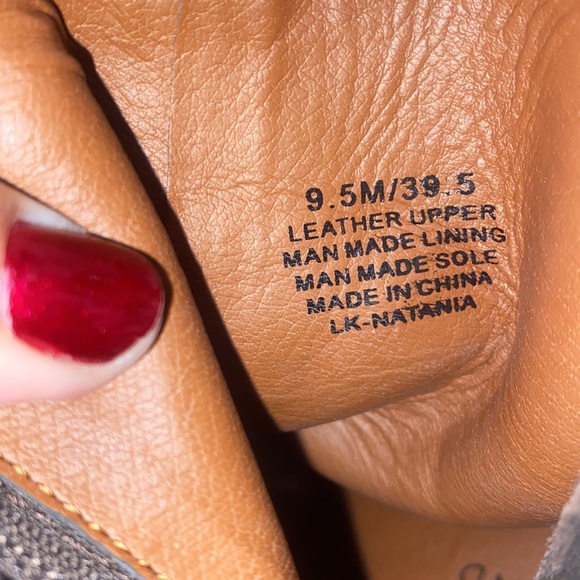 9.5M/39.5
LEATHER UPPER
MAN MADE LINING
MAN MADE SOLE
MADE IN CHINA
LK-NATANIA